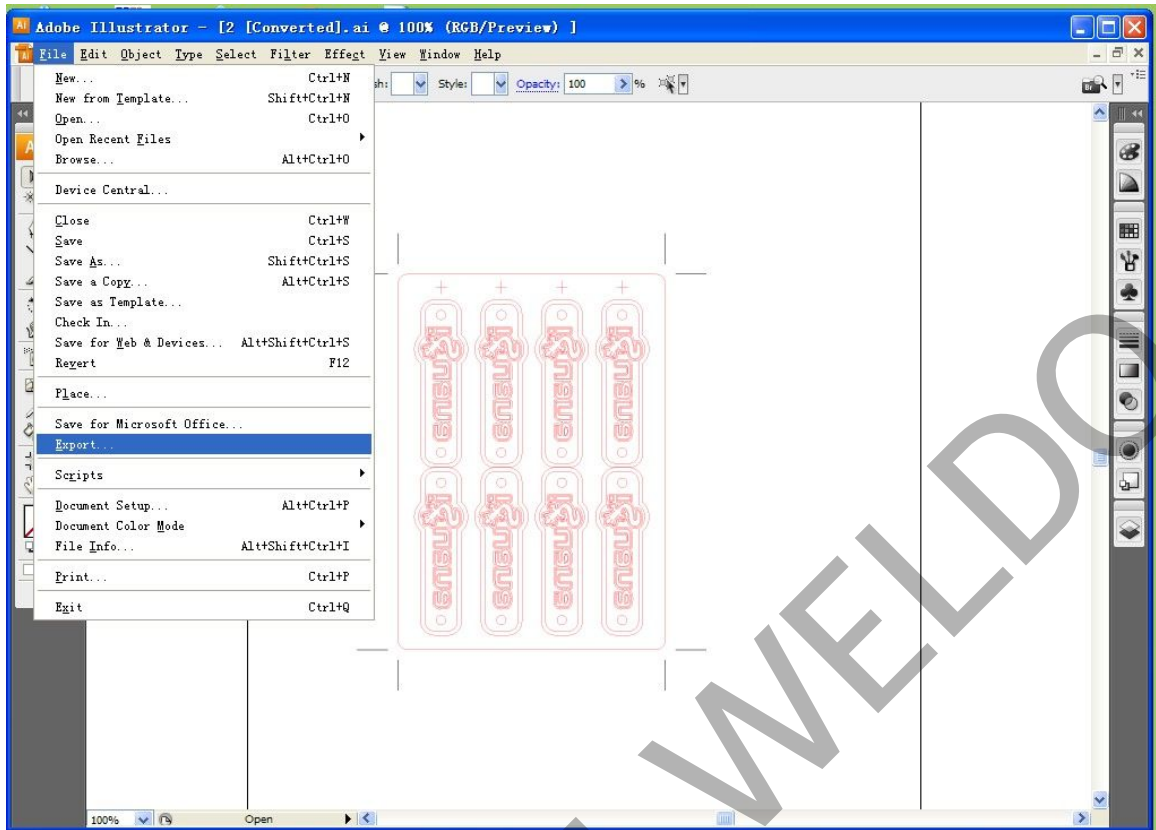 Adobe Illustrator - [2 [Converted].ai @ 100% (RGB/Preview) ]
File Edit Object Type Select Filter Effect View Window Help
Style: Opacity: 100 %
New... Ctrl+N
New from Template... Shift+Ctrl+N
Open... Ctrl+O
Open Recent Files
Browse... Alt+Ctrl+O
Device Central...
Close Ctrl+W
Save Ctrl+S
Save As... Shift+Ctrl+S
Save a Copy... Alt+Ctrl+S
Save as Template...
Check In...
Save for Web & Devices... Alt+Shift+Ctrl+S
Revert F12
Place...
Save for Microsoft Office...
Export...
Scripts
Document Setup... Alt+Ctrl+P
Document Color Mode
File Info... Alt+Shift+Ctrl+I
Print... Ctrl+P
Exit Ctrl+Q
100% Open
WELDO